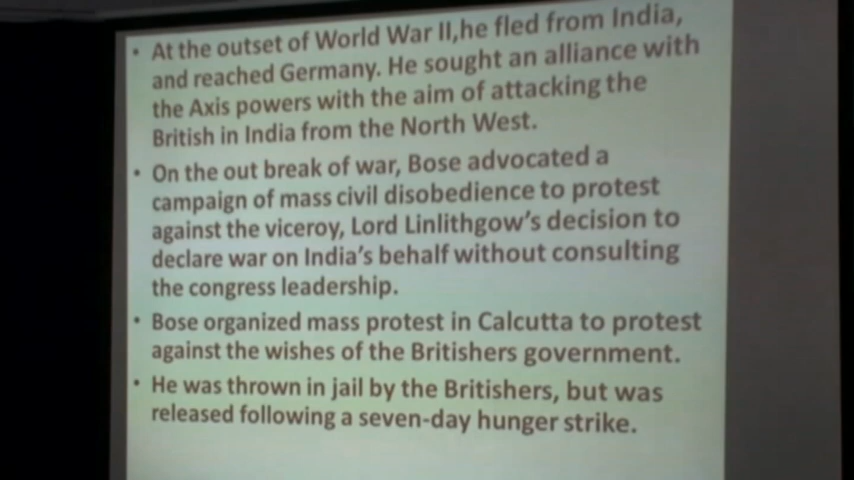 • At the outset of World War II,he fled from India,
and reached Germany. He sought an alliance with
the Axis powers with the aim of attacking the
British in India from the North West.
• On the out break of war, Bose advocated a
campaign of mass civil disobedience to protest
against the viceroy, Lord Linlithgow's decision to
declare war on India's behalf without consulting
the congress leadership.
• Bose organized mass protest in Calcutta to protest
against the wishes of the Britishers government.
• He was thrown in jail by the Britishers, but was
released following a seven-day hunger strike.